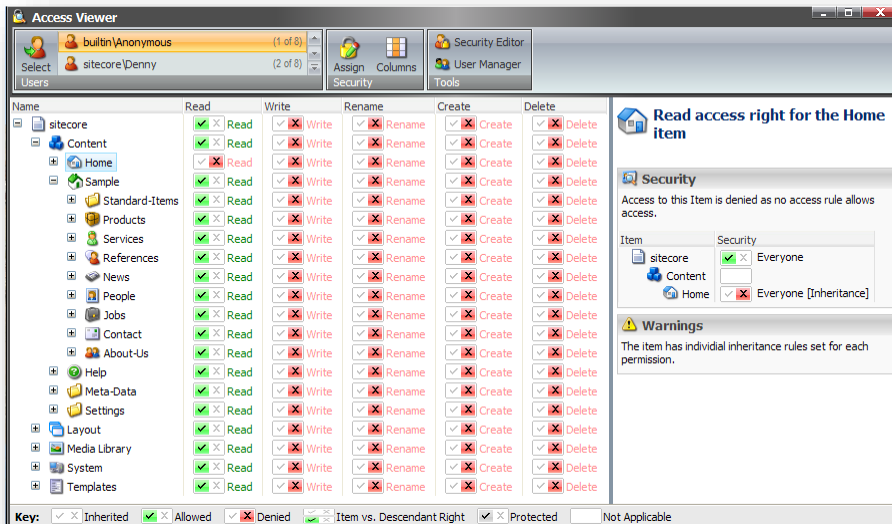 Access Viewer
builtin\Anonymous (1 of 8)
sitecore\Denny (2 of 8)
Select
Users
Assign Columns
Security
Security Editor
User Manager
Tools
Name Read Write Rename Create Delete
sitecore Read Write Rename Create Delete
Content Read Write Rename Create Delete
Home Read Write Rename Create Delete
Sample Read Write Rename Create Delete
Standard-Items Read Write Rename Create Delete
Products Read Write Rename Create Delete
Services Read Write Rename Create Delete
References Read Write Rename Create Delete
News Read Write Rename Create Delete
People Read Write Rename Create Delete
Jobs Read Write Rename Create Delete
Contact Read Write Rename Create Delete
About-Us Read Write Rename Create Delete
Help Read Write Rename Create Delete
Meta-Data Read Write Rename Create Delete
Settings Read Write Rename Create Delete
Layout Read Write Rename Create Delete
Media Library Read Write Rename Create Delete
System Read Write Rename Create Delete
Templates Read Write Rename Create Delete
Read access right for the Home
item
Security
Access to this Item is denied as no access rule allows
access.
Item Security
sitecore Everyone
Content
Home Everyone [Inheritance]
Warnings
The item has individial inheritance rules set for each
permission.
Key: Inherited Allowed Denied Item vs. Descendant Right Protected Not Applicable